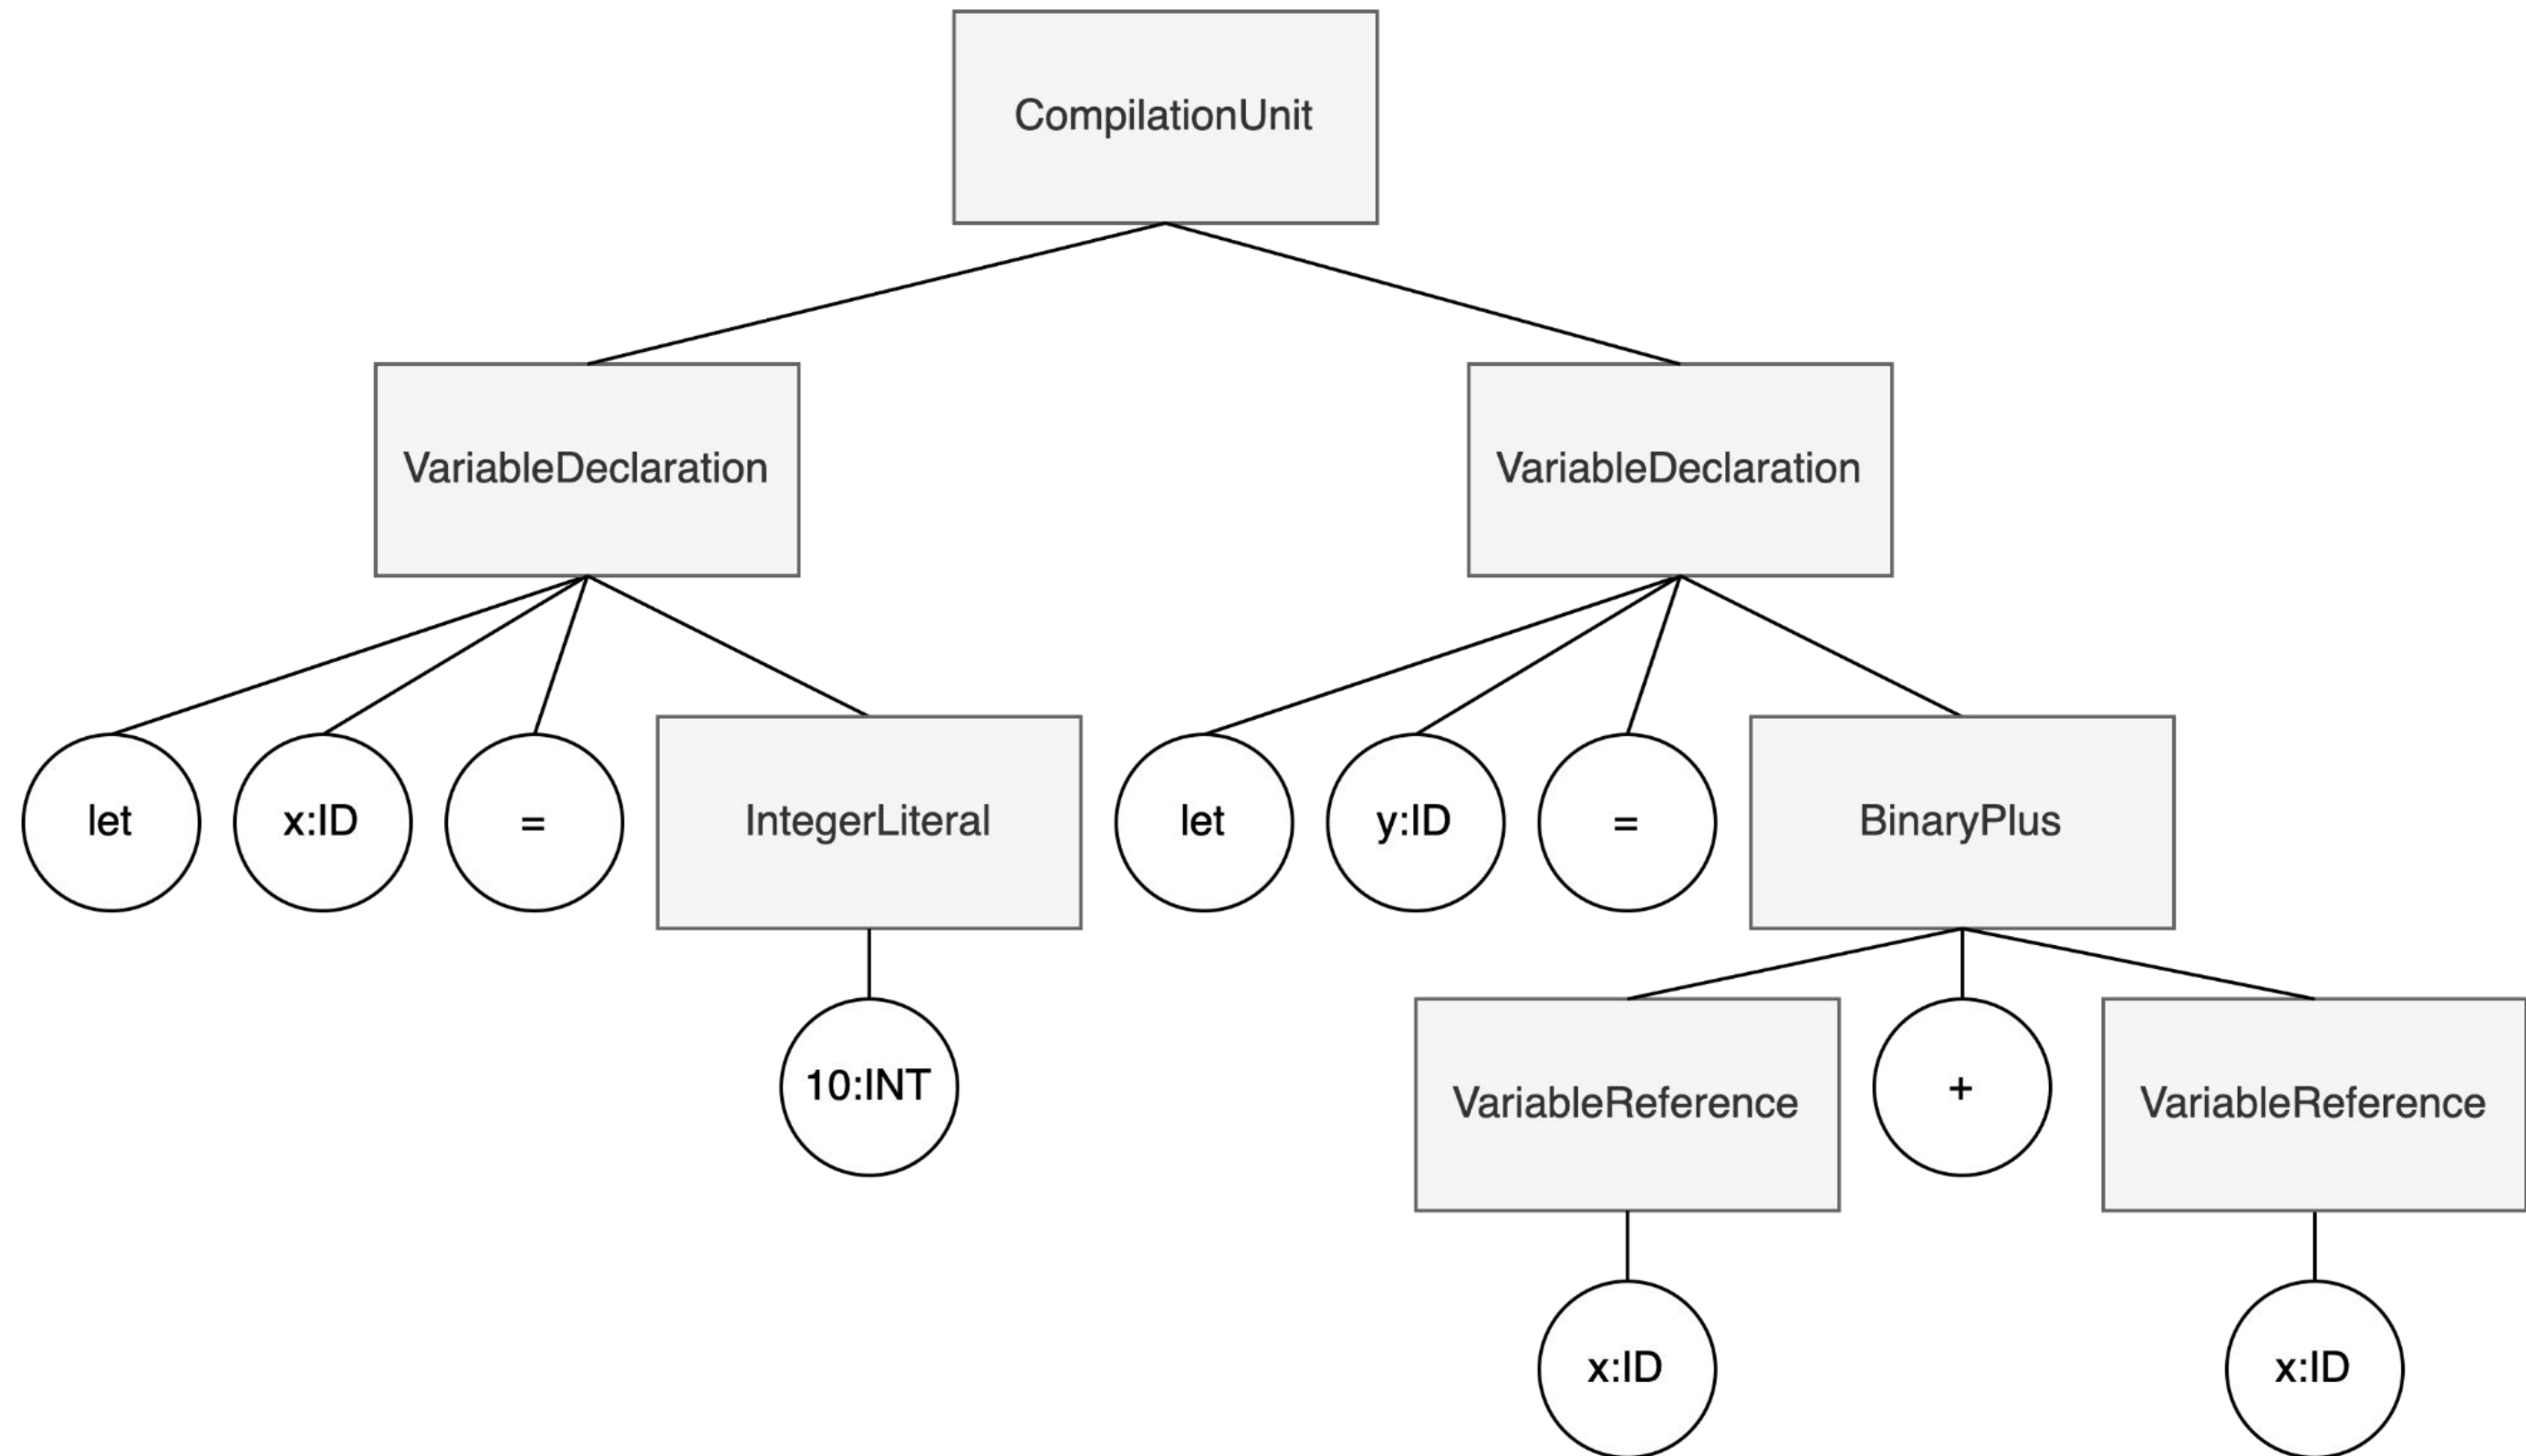 CompilationUnit
VariableDeclaration
VariableDeclaration
let
x:ID
=
IntegerLiteral
let
y:ID
=
BinaryPlus
10:INT
VariableReference
+
VariableReference
x:ID
x:ID